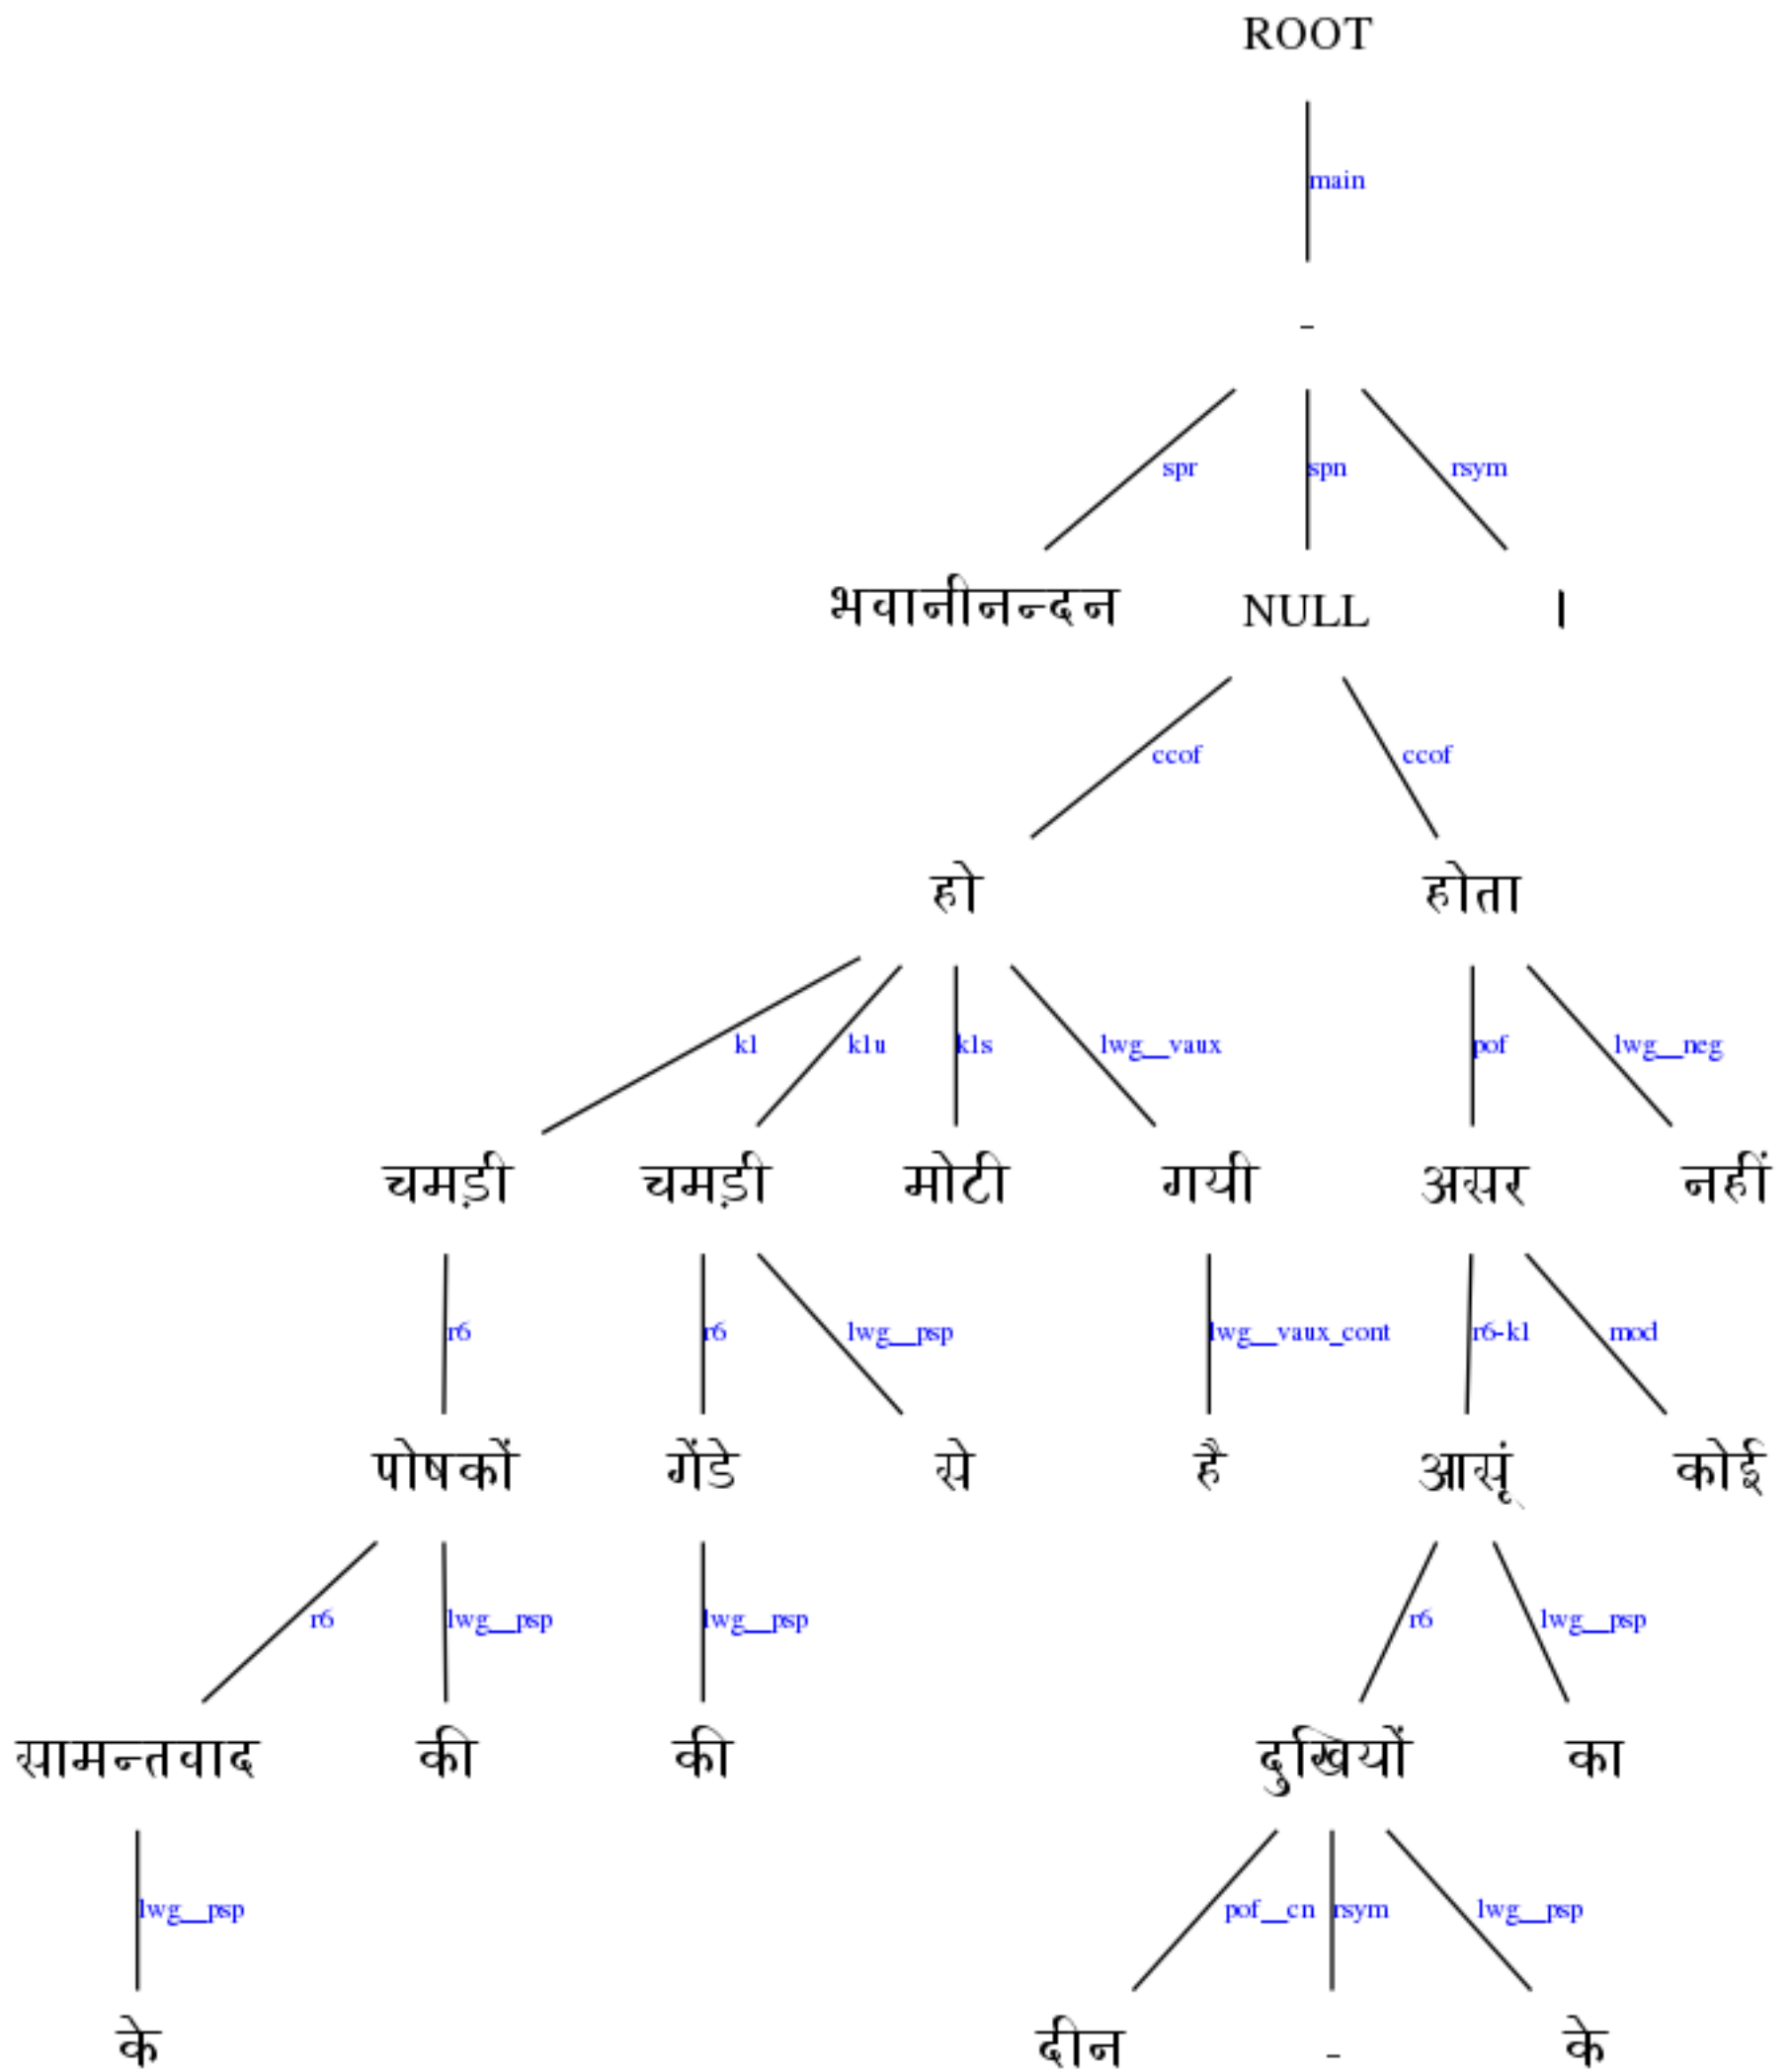 ROOT
main
-
spr spn rsym
भवानीनन्दन NULL ।
ccof ccof
हो होता
k1 k1u k1s lwg__vaux pof lwg__neg
चमड़ी चमड़ी मोटी गयी असर नहीं
r6 r6 lwg__psp lwg__vaux_cont r6-k1 mod
पोषकों गेंडे से है आसूं कोई
r6 lwg__psp lwg__psp r6 lwg__psp
सामन्तवाद की की दुखियों का
lwg__psp pof__cn rsym lwg__psp
के दीन - के